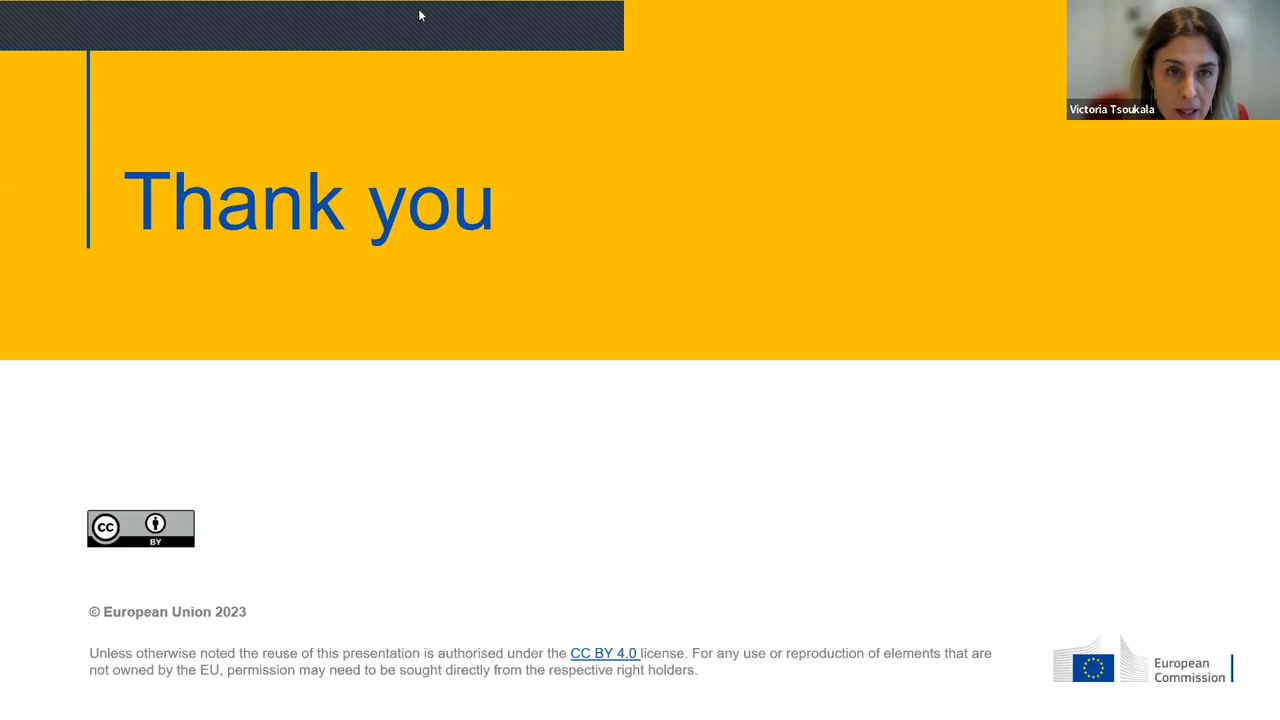 Victoria Tsoukala
Thank you
cc
BY
© European Union 2023
Unless otherwise noted the reuse of this presentation is authorised under the CC BY 4.0 license. For any use or reproduction of elements that are
not owned by the EU, permission may need to be sought directly from the respective right holders.
European
Commission